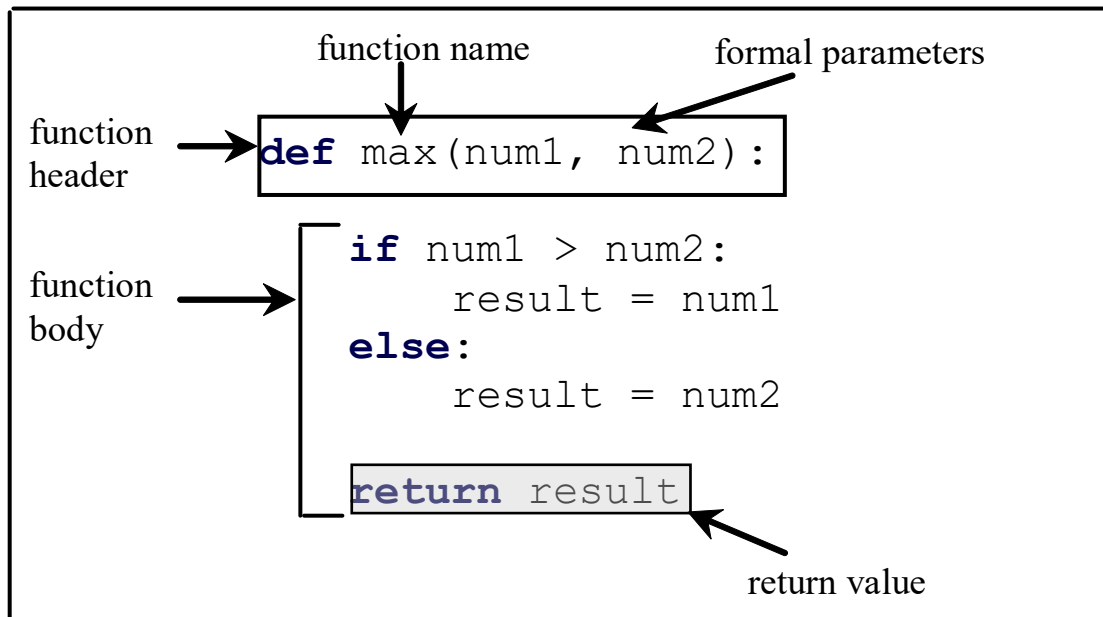 function name
formal parameters
function
header
def max(num1, num2):
if num1 > num2:
result = num1
else:
result = num2
function
body
return result
return value